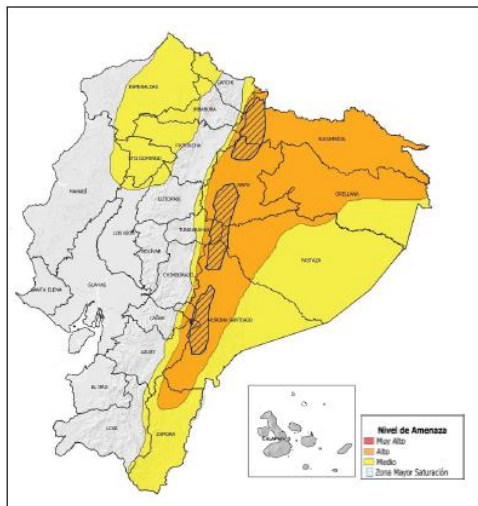 ESMERALDAS
CARCHI
IMBABURA
SUCUMBIOS
PICHINCHA
STO DOMINGO
NAPO
ORELLANA
MANABI
COTOPAXI
LOS RIOS
TUNGURAHUA
BOLIVAR
PASTAZA
CHIMBORAZO
SANTA ELENA
GUAYAS
CAÑAR
MORONA SANTIAGO
AZUAY
EL ORO
LOJA
ZAMORA
GALAPAGOS
Nivel de Amenaza
Muy Alto
Alto
Medio
Zona Mayor Saturación